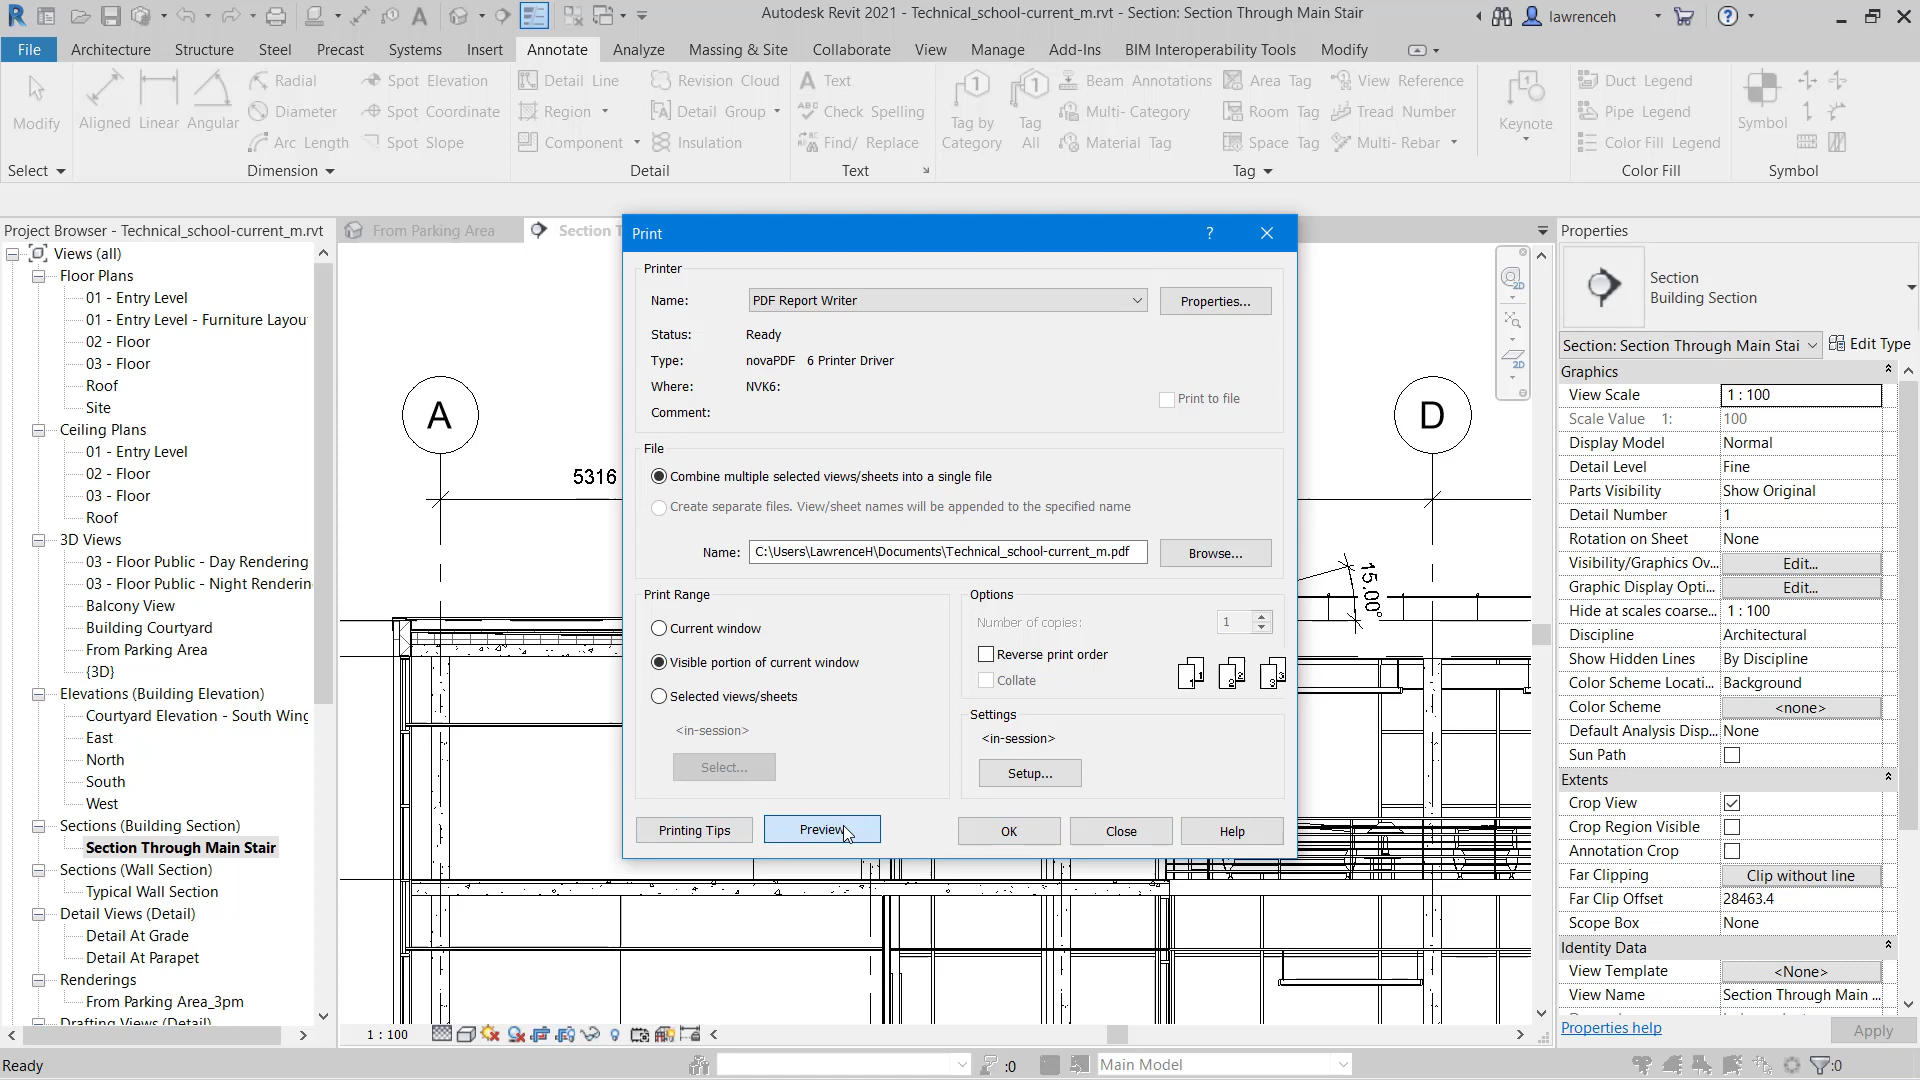 Autodesk Revit 2021 - Technical_school-current_m.rvt - Section: Section Through Main Stair
lawrenceh
File Architecture Structure Steel Precast Systems Insert Annotate Analyze Massing & Site Collaborate View Manage Add-Ins BIM Interoperability Tools Modify
Modify
Select
Aligned Linear Angular
Radial
Diameter
Arc Length
Spot Elevation
Spot Coordinate
Spot Slope
Dimension
Detail Line
Region
Component
Revision Cloud
Detail Group
Insulation
Detail
Text
Check Spelling
Find/ Replace
Text
Tag by Category
Tag All
Beam Annotations
Multi- Category
Material Tag
Area Tag
Room Tag
Space Tag
View Reference
Tread Number
Multi- Rebar
Tag
Keynote
Duct Legend
Pipe Legend
Color Fill Legend
Color Fill
Symbol
Symbol
Project Browser - Technical_school-current_m.rvt
Views (all)
Floor Plans
01 - Entry Level
01 - Entry Level - Furniture Layou
02 - Floor
03 - Floor
Roof
Site
Ceiling Plans
01 - Entry Level
02 - Floor
03 - Floor
Roof
3D Views
03 - Floor Public - Day Rendering
03 - Floor Public - Night Renderin
Balcony View
Building Courtyard
From Parking Area
{3D}
Elevations (Building Elevation)
Courtyard Elevation - South Wing
East
North
South
West
Sections (Building Section)
Section Through Main Stair
Sections (Wall Section)
Typical Wall Section
Detail Views (Detail)
Detail At Grade
Detail At Parapet
Renderings
From Parking Area_3pm
Drafting Views (Detail)
From Parking Area
Section T
A
5316
D
15.00°
Print
?
Printer
Name: PDF Report Writer Properties...
Status: Ready
Type: novaPDF 6 Printer Driver
Where: NVK6:
Comment:
Print to file
File
Combine multiple selected views/sheets into a single file
Create separate files. View/sheet names will be appended to the specified name
Name: C:\Users\LawrenceH\Documents\Technical_school-current_m.pdf Browse...
Print Range
Current window
Visible portion of current window
Selected views/sheets
<in-session>
Select...
Options
Number of copies: 1
Reverse print order
Collate
1 1 2 2 3 3
Settings
<in-session>
Setup...
Printing Tips Preview OK Close Help
2D
2D
Properties
Section
Building Section
Section: Section Through Main Stai Edit Type
Graphics
View Scale 1 : 100
Scale Value 1: 100
Display Model Normal
Detail Level Fine
Parts Visibility Show Original
Detail Number 1
Rotation on Sheet None
Visibility/Graphics Ov... Edit...
Graphic Display Opti... Edit...
Hide at scales coarse... 1 : 100
Discipline Architectural
Show Hidden Lines By Discipline
Color Scheme Locati... Background
Color Scheme <none>
Default Analysis Disp... None
Sun Path
Extents
Crop View
Crop Region Visible
Annotation Crop
Far Clipping Clip without line
Far Clip Offset 28463.4
Scope Box None
Identity Data
View Template <None>
View Name Section Through Main ...
Properties help Apply
1 : 100
Ready
:0
Main Model
:0